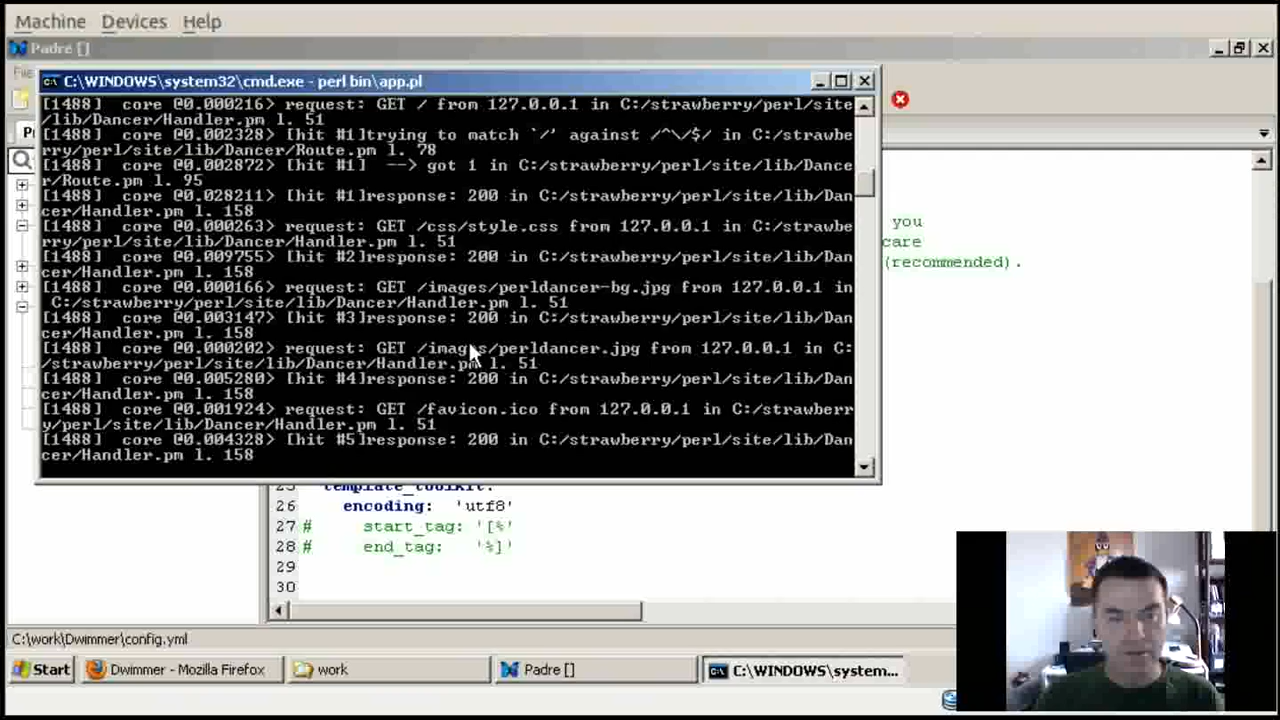 Machine Devices Help
Padre []
C:\WINDOWS\system32\cmd.exe - perl bin\app.pl
[1488]  core @0.000216> request: GET / from 127.0.0.1 in C:/strawberry/perl/site
/lib/Dancer/Handler.pm l. 51
[1488]  core @0.002328> [hit #1]trying to match `/' against /^\/$/ in C:/strawbe
rry/perl/site/lib/Dancer/Route.pm l. 78
[1488]  core @0.002872> [hit #1]  --> got 1 in C:/strawberry/perl/site/lib/Dance
r/Route.pm l. 95
[1488]  core @0.028211> [hit #1]response: 200 in C:/strawberry/perl/site/lib/Dan
cer/Handler.pm l. 158
[1488]  core @0.000263> request: GET /css/style.css from 127.0.0.1 in C:/strawbe
rry/perl/site/lib/Dancer/Handler.pm l. 51
[1488]  core @0.009755> [hit #2]response: 200 in C:/strawberry/perl/site/lib/Dan
cer/Handler.pm l. 158
[1488]  core @0.000166> request: GET /images/perldancer-bg.jpg from 127.0.0.1 in
C:/strawberry/perl/site/lib/Dancer/Handler.pm l. 51
[1488]  core @0.003147> [hit #3]response: 200 in C:/strawberry/perl/site/lib/Dan
cer/Handler.pm l. 158
[1488]  core @0.000202> request: GET /images/perldancer.jpg from 127.0.0.1 in C:
/strawberry/perl/site/lib/Dancer/Handler.pm l. 51
[1488]  core @0.005280> [hit #4]response: 200 in C:/strawberry/perl/site/lib/Dan
cer/Handler.pm l. 158
[1488]  core @0.001924> request: GET /favicon.ico from 127.0.0.1 in C:/strawberr
y/perl/site/lib/Dancer/Handler.pm l. 51
[1488]  core @0.004328> [hit #5]response: 200 in C:/strawberry/perl/site/lib/Dan
cer/Handler.pm l. 158
you
care
(recommended).
template_toolkit:
26 encoding: 'utf8'
27 # start_tag: '[%'
28 # end_tag: '%]'
29
30
C:\work\Dwimmer\config.yml
Start Dwimmer - Mozilla Firefox work Padre [] C:\WINDOWS\system...